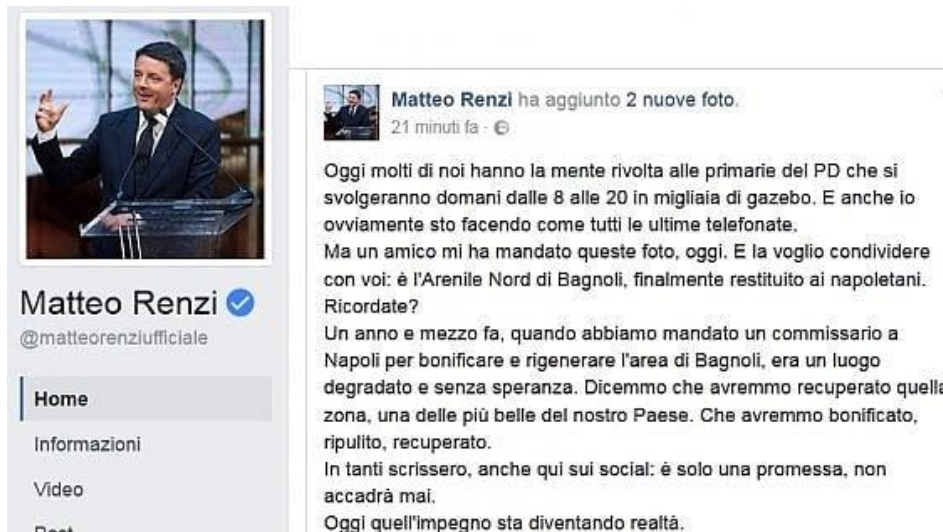 Matteo Renzi
@matteorenziufficiale
Home
Informazioni
Video
Matteo Renzi ha aggiunto 2 nuove foto.
21 minuti fa ·
Oggi molti di noi hanno la mente rivolta alle primarie del PD che si
svolgeranno domani dalle 8 alle 20 in migliaia di gazebo. E anche io
ovviamente sto facendo come tutti le ultime telefonate.
Ma un amico mi ha mandato queste foto, oggi. E la voglio condividere
con voi: è l'Arenile Nord di Bagnoli, finalmente restituito ai napoletani.
Ricordate?
Un anno e mezzo fa, quando abbiamo mandato un commissario a
Napoli per bonificare e rigenerare l'area di Bagnoli, era un luogo
degradato e senza speranza. Dicemmo che avremmo recuperato quella
zona, una delle più belle del nostro Paese. Che avremmo bonificato,
ripulito, recuperato.
In tanti scrissero, anche qui sui social: è solo una promessa, non
accadrà mai.
Oggi quell'impegno sta diventando realtà.